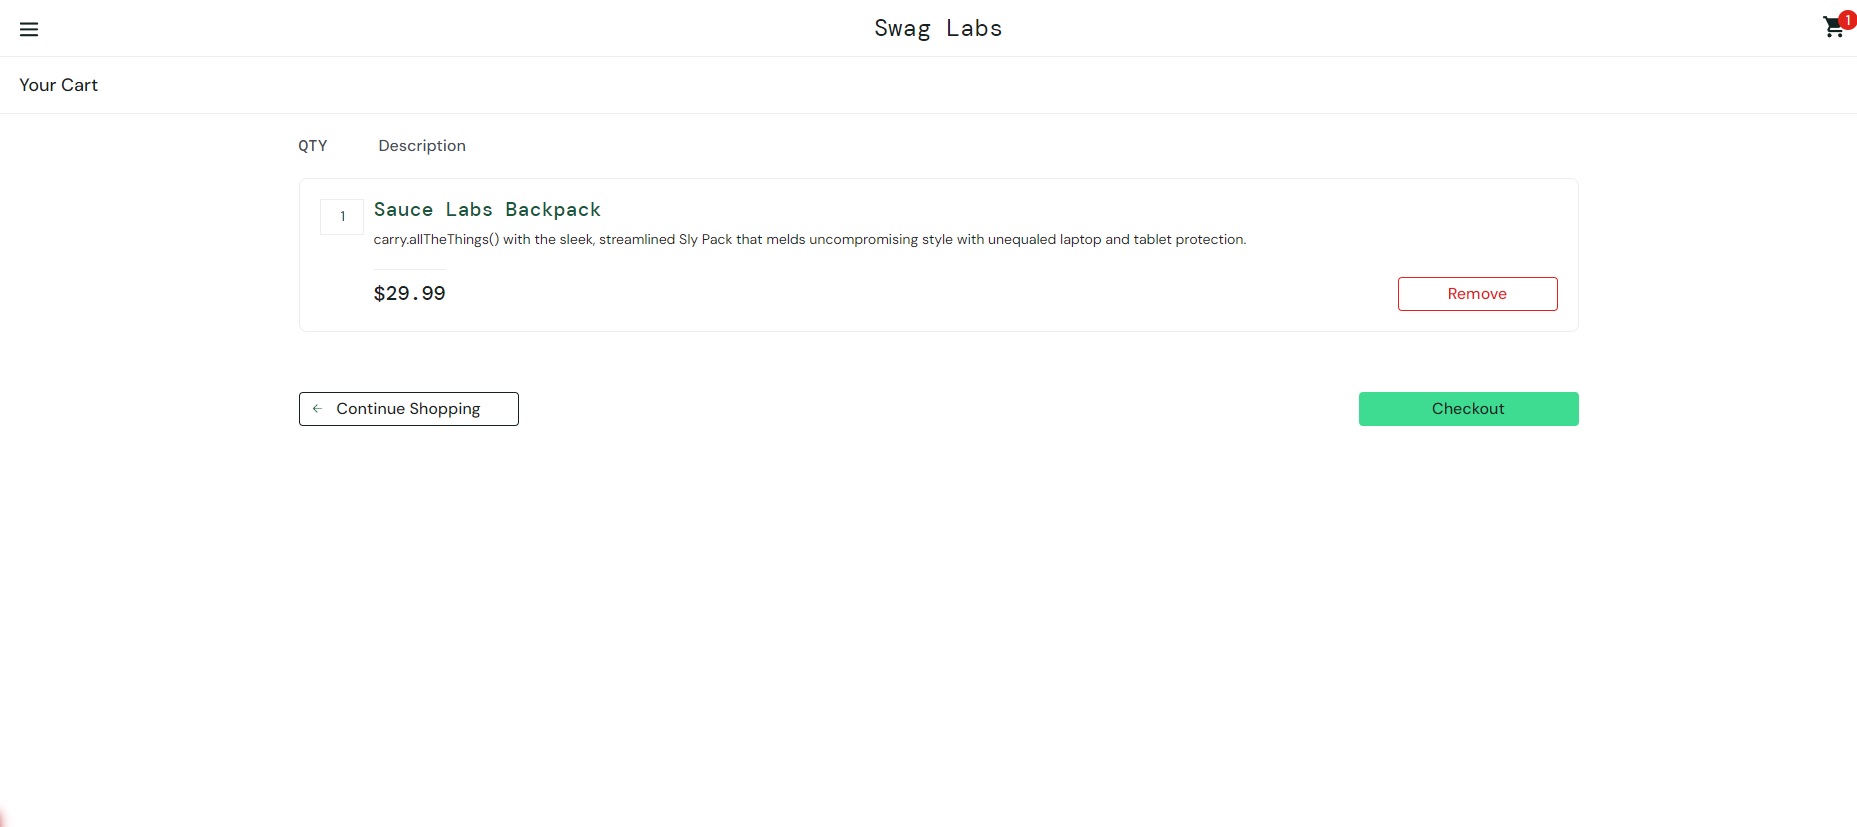 Swag Labs
1
Your Cart
QTY Description
1 Sauce Labs Backpack
carry.allTheThings() with the sleek, streamlined Sly Pack that melds uncompromising style with unequaled laptop and tablet protection.
$29.99 Remove
Continue Shopping Checkout